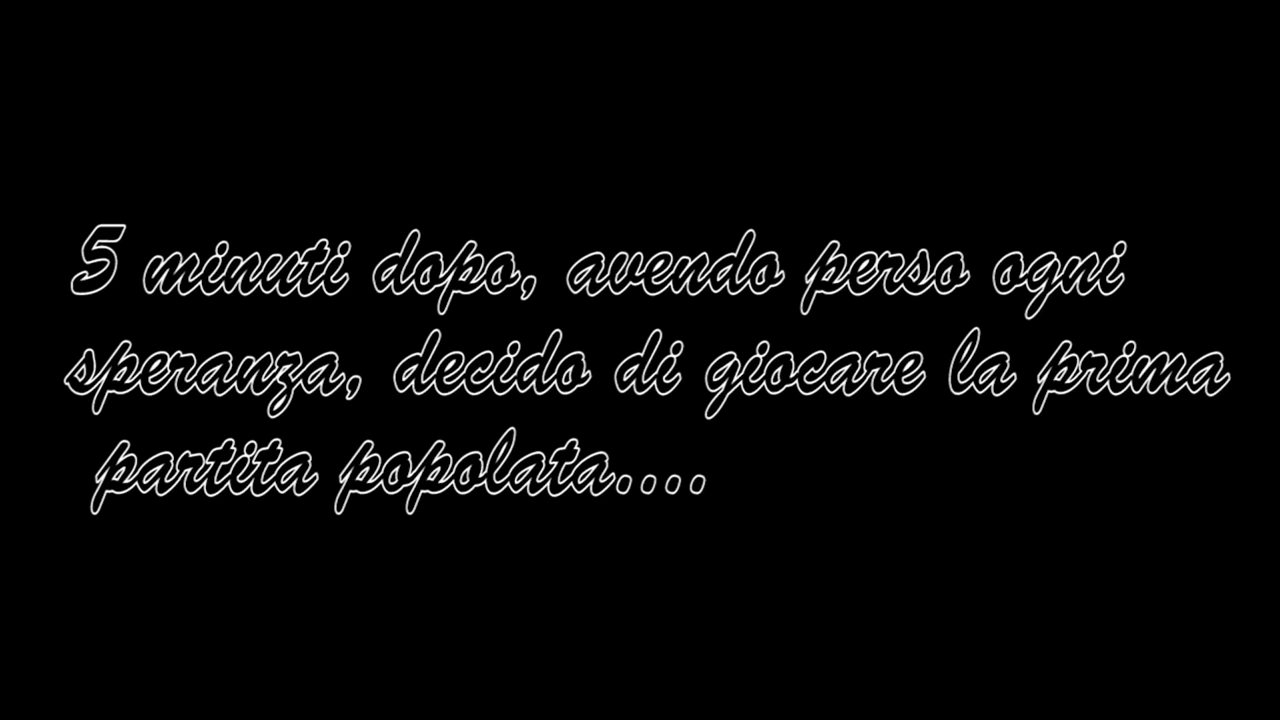 5 minuti dopo, avendo perso ogni
speranza, decido di giocare la prima
partita popolata....